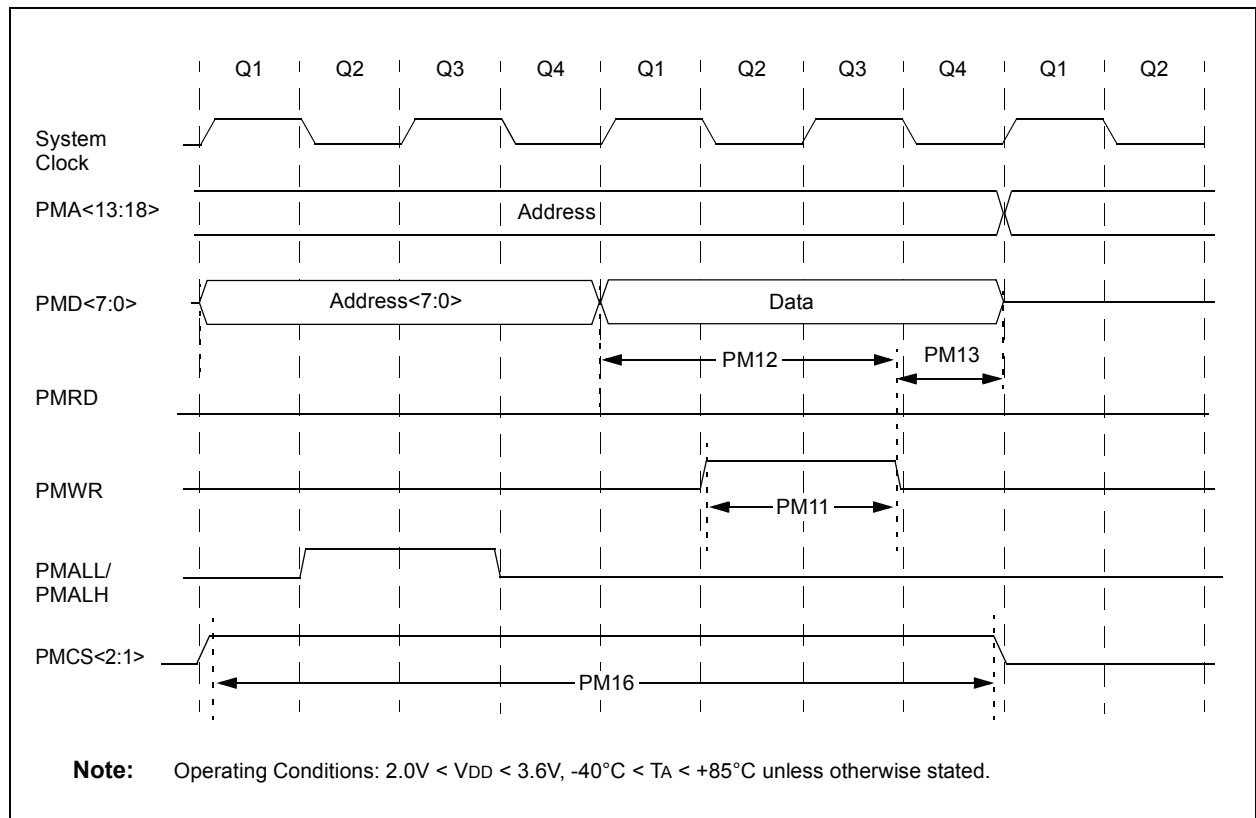 Q1 Q2 Q3 Q4 Q1 Q2 Q3 Q4 Q1 Q2
System
Clock
PMA<13:18>
Address
PMD<7:0>
Address<7:0>
Data
PM12
PM13
PMRD
PMWR
PM11
PMALL/
PMALH
PMCS<2:1>
PM16
Note: Operating Conditions: 2.0V < VDD < 3.6V, -40°C < TA < +85°C unless otherwise stated.